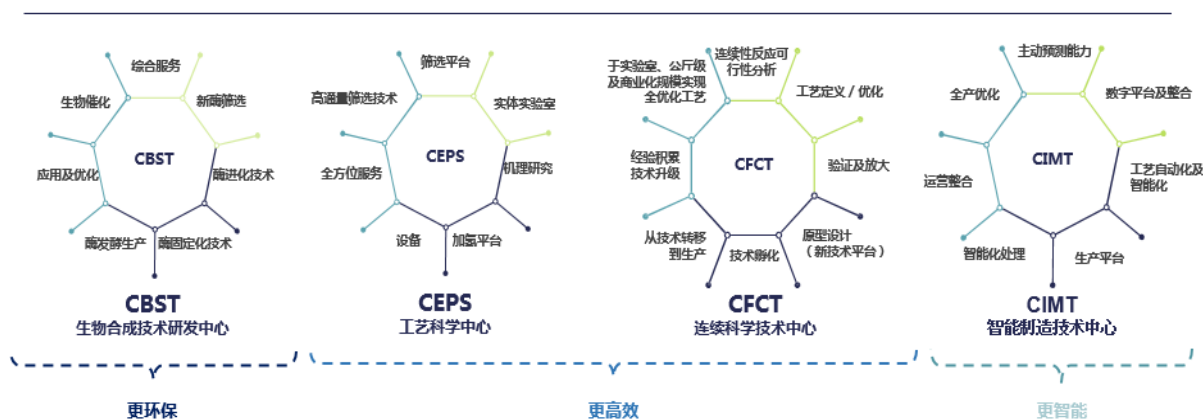 综合服务
生物催化
新酶筛选
CBST
应用及优化
酶进化技术
酶发酵生产
酶固定化技术
CBST
生物合成技术研发中心
筛选平台
高通量筛选技术
实体实验室
CEPS
全方位服务
机理研究
设备
加氢平台
CEPS
工艺科学中心
于实验室、公斤级
及商业化规模实现
全优化工艺
连续性反应可
行性分析
工艺定义/优化
CFCT
经验积累
技术升级
验证及放大
从技术转移
到生产
技术孵化
原型设计
（新技术平台）
CFCT
连续科学技术中心
主动预测能力
全产优化
数字平台及整合
CIMT
运营整合
工艺自动化及
智能化
智能化处理
生产平台
CIMT
智能制造技术中心
更环保
更高效
更智能